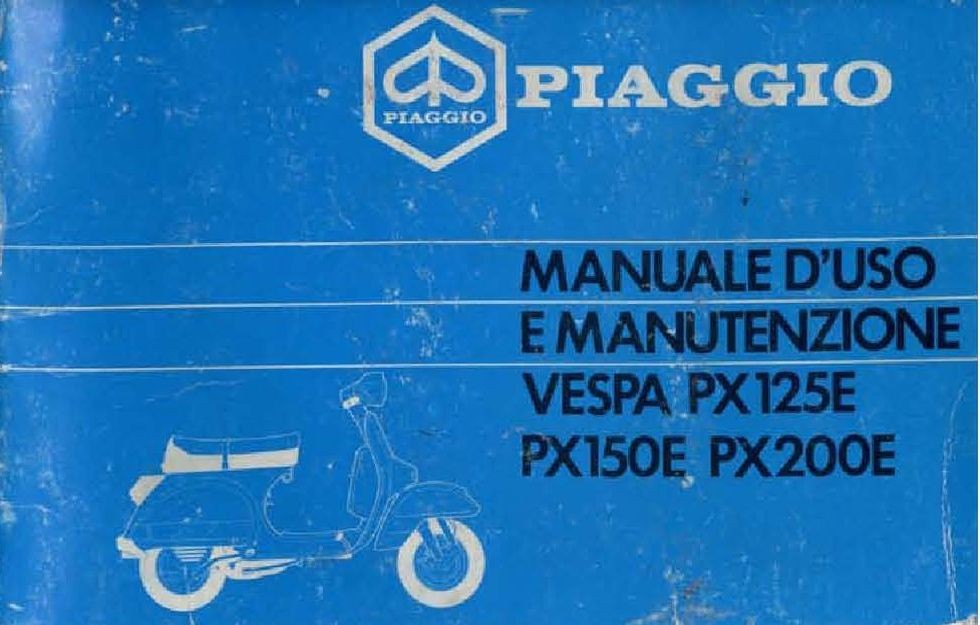 PIAGGIO
PIAGGIO
MANUALE D'USO
E MANUTENZIONE
VESPA PX125E
PX150E PX200E